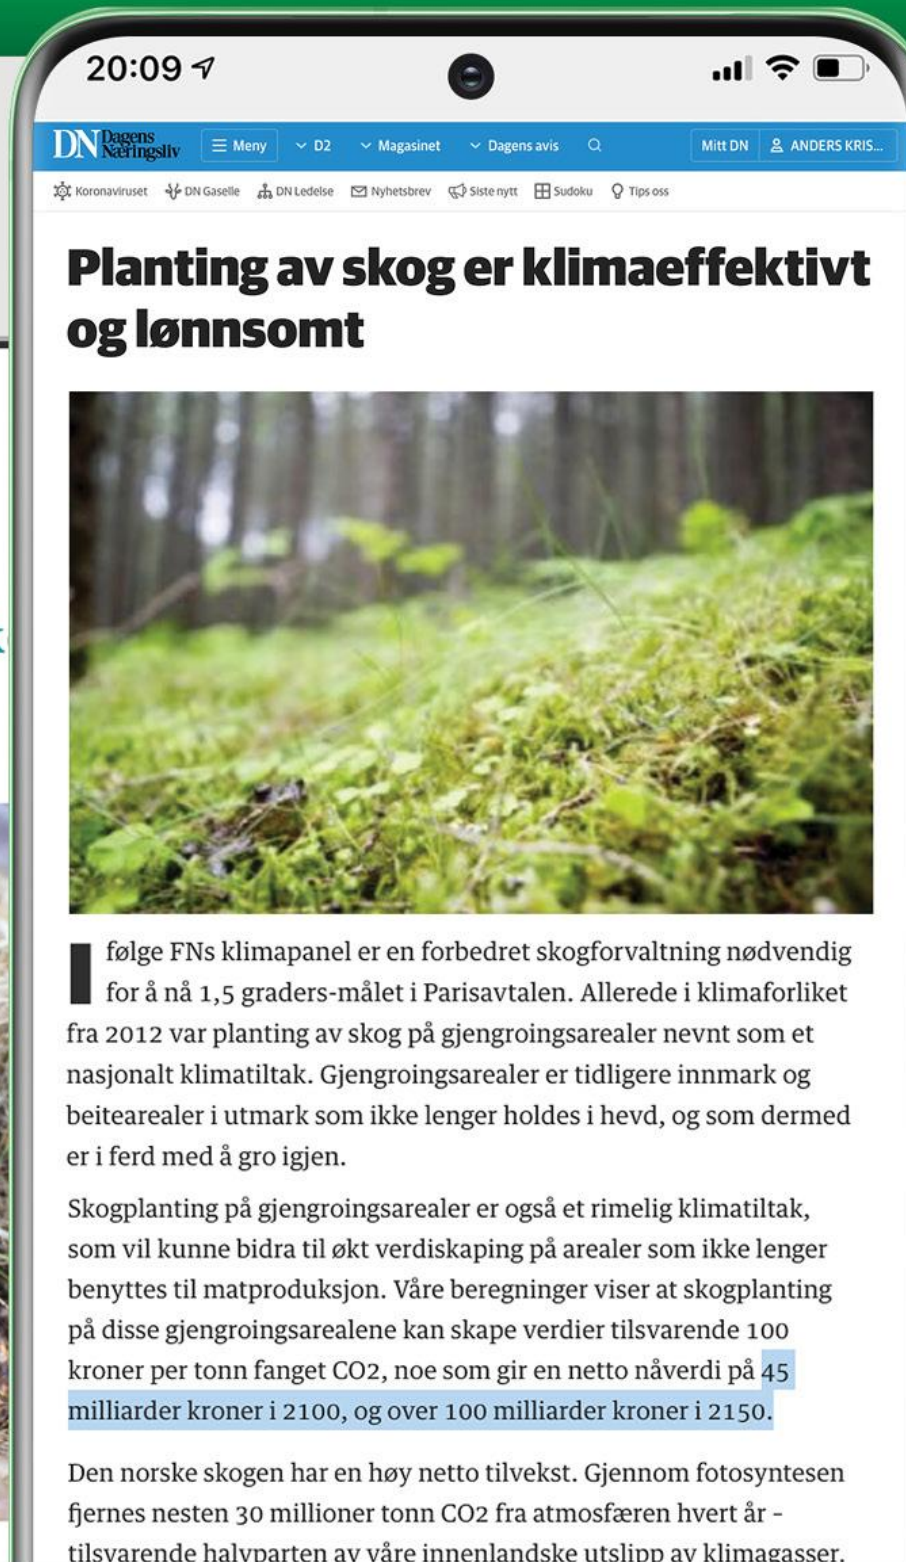 20:09
DN Dagens Næringsliv
Meny
D2
Magasinet
Dagens avis
Mitt DN
ANDERS KRIS...
Koronaviruset
DN Gaselle
DN Ledelse
Nyhetsbrev
Siste nytt
Sudoku
Tips oss
Planting av skog er klimaeffektivt
og lønnsomt
I følge FNs klimapanel er en forbedret skogforvaltning nødvendig
for å nå 1,5 graders-målet i Parisavtalen. Allerede i klimaforliket
fra 2012 var planting av skog på gjengroingsarealer nevnt som et
nasjonalt klimatiltak. Gjengroingsarealer er tidligere innmark og
beitearealer i utmark som ikke lenger holdes i hevd, og som dermed
er i ferd med å gro igjen.
Skogplanting på gjengroingsarealer er også et rimelig klimatiltak,
som vil kunne bidra til økt verdiskaping på arealer som ikke lenger
benyttes til matproduksjon. Våre beregninger viser at skogplanting
på disse gjengroingsarealene kan skape verdier tilsvarende 100
kroner per tonn fanget CO2, noe som gir en netto nåverdi på 45
milliarder kroner i 2100, og over 100 milliarder kroner i 2150.
Den norske skogen har en høy netto tilvekst. Gjennom fotosyntesen
fjernes nesten 30 millioner tonn CO2 fra atmosfæren hvert år –
tilsvarende halvparten av våre innenlandske utslipp av klimagasser.